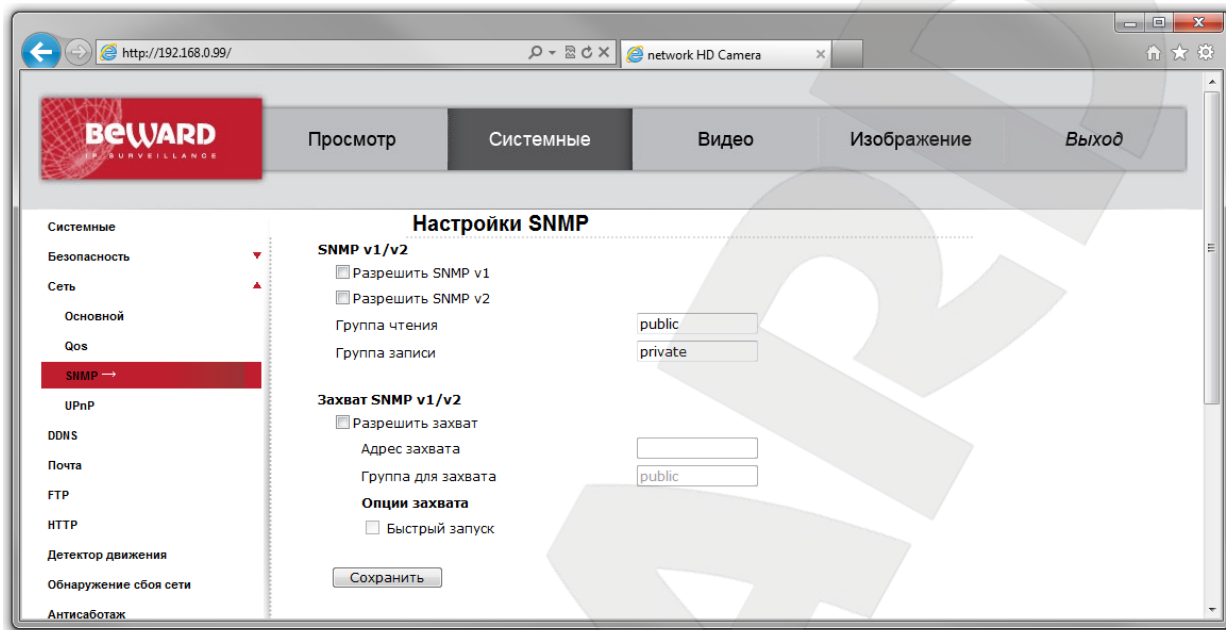 http://192.168.0.99/
network HD Camera
BEWARD
IP SURVEILLANCE
Просмотр
Системные
Видео
Изображение
Выход
Системные
Безопасность
Сеть
Основной
Qos
SNMP →
UPnP
DDNS
Почта
FTP
HTTP
Детектор движения
Обнаружение сбоя сети
Антисаботаж
Настройки SNMP
SNMP v1/v2
Разрешить SNMP v1
Разрешить SNMP v2
Группа чтения public
Группа записи private
Захват SNMP v1/v2
Разрешить захват
Адрес захвата
Группа для захвата public
Опции захвата
Быстрый запуск
Сохранить